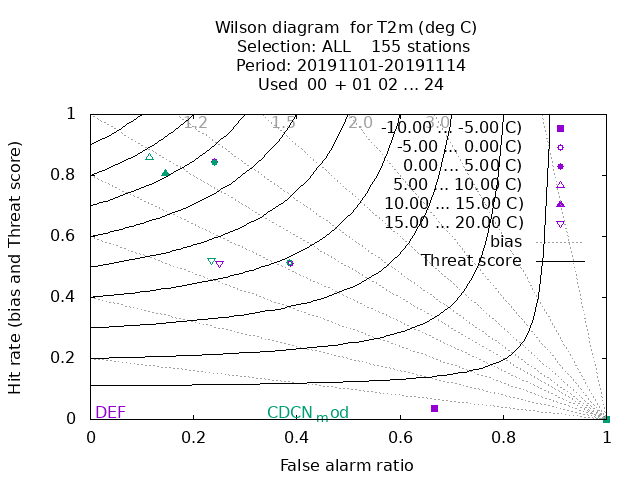 Wilson diagram  for T2m (deg C)
Selection: ALL    155 stations
Period: 20191101-20191114
Used  00  + 01 02 ... 24
Hit rate (bias and Threat score)
1
0.8
0.6
0.4
0.2
0
1.2
1.5
2.0
3.0
-10.00 ... -5.00 C)
-5.00 ... 0.00 C)
0.00 ... 5.00 C)
5.00 ... 10.00 C)
10.00 ... 15.00 C)
15.00 ... 20.00 C)
bias
Threat score
DEF
CDCN_mod
0 0.2 0.4 0.6 0.8 1
False alarm ratio